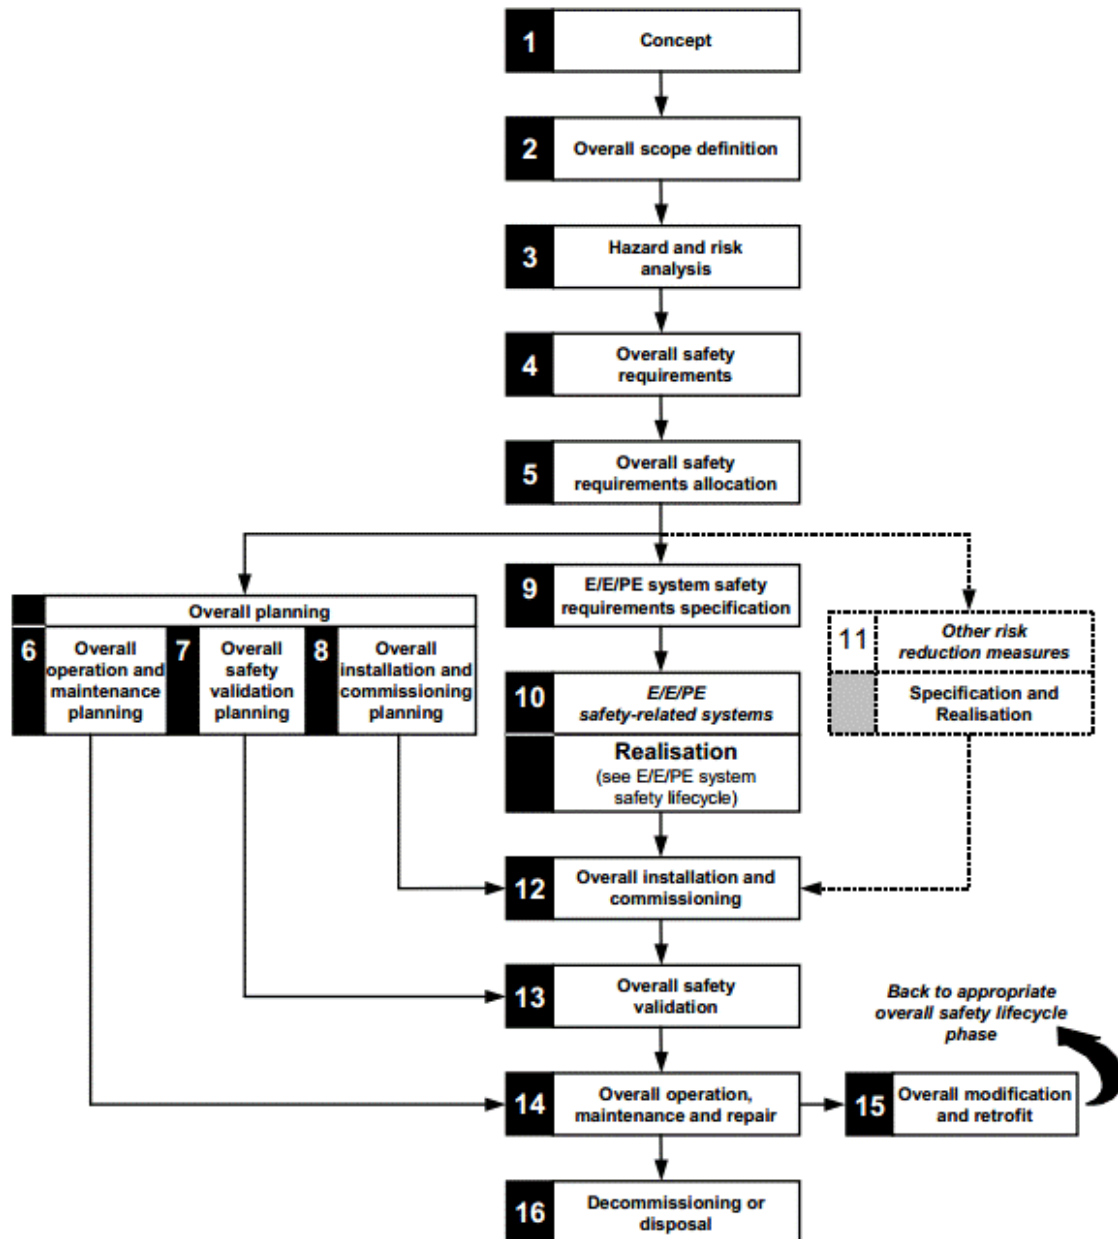 1
Concept
2
Overall scope definition
3
Hazard and risk
analysis
4
Overall safety
requirements
5
Overall safety
requirements allocation
Overall planning
6
Overall
operation and
maintenance
planning
7
Overall
safety
validation
planning
8
Overall
installation and
commissioning
planning
9
E/E/PE system safety
requirements specification
10
E/E/PE
safety-related systems
Realisation
(see E/E/PE system
safety lifecycle)
11
Other risk
reduction measures
Specification and
Realisation
12
Overall installation and
commissioning
13
Overall safety
validation
Back to appropriate
overall safety lifecycle
phase
14
Overall operation,
maintenance and repair
15
Overall modification
and retrofit
16
Decommissioning or
disposal